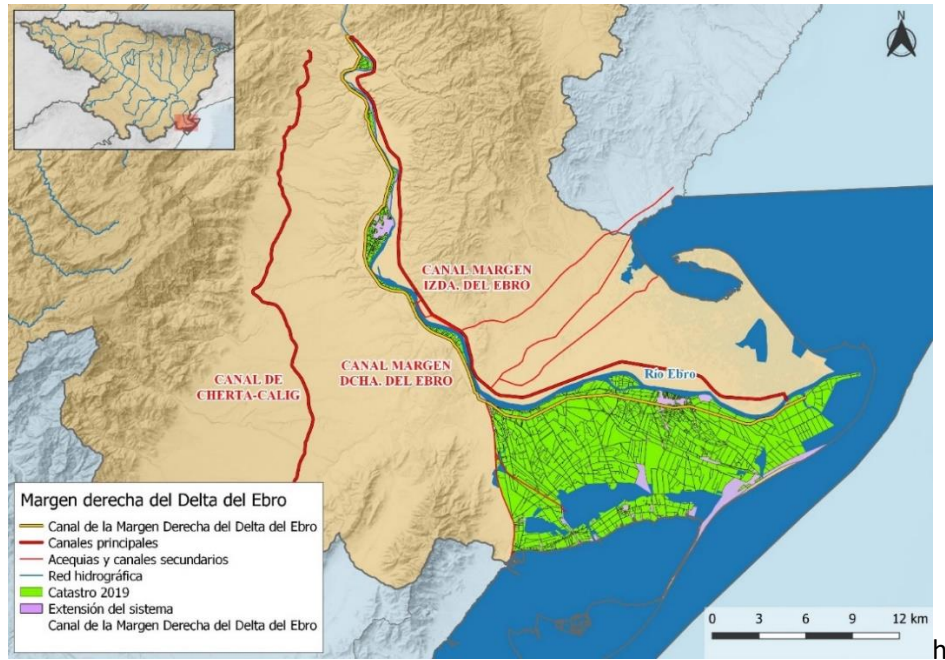 N
CANAL MARGEN
IZDA. DEL EBRO
CANAL MARGEN
DCHA. DEL EBRO
Río Ebro
CANAL DE
CHERTA-CALIG
Margen derecha del Delta del Ebro
Canal de la Margen Derecha del Delta del Ebro
Canales principales
Acequias y canales secundarios
Red hidrográfica
Catastro 2019
Extensión del sistema
Canal de la Margen Derecha del Delta del Ebro
0 3 6 9 12 km
h